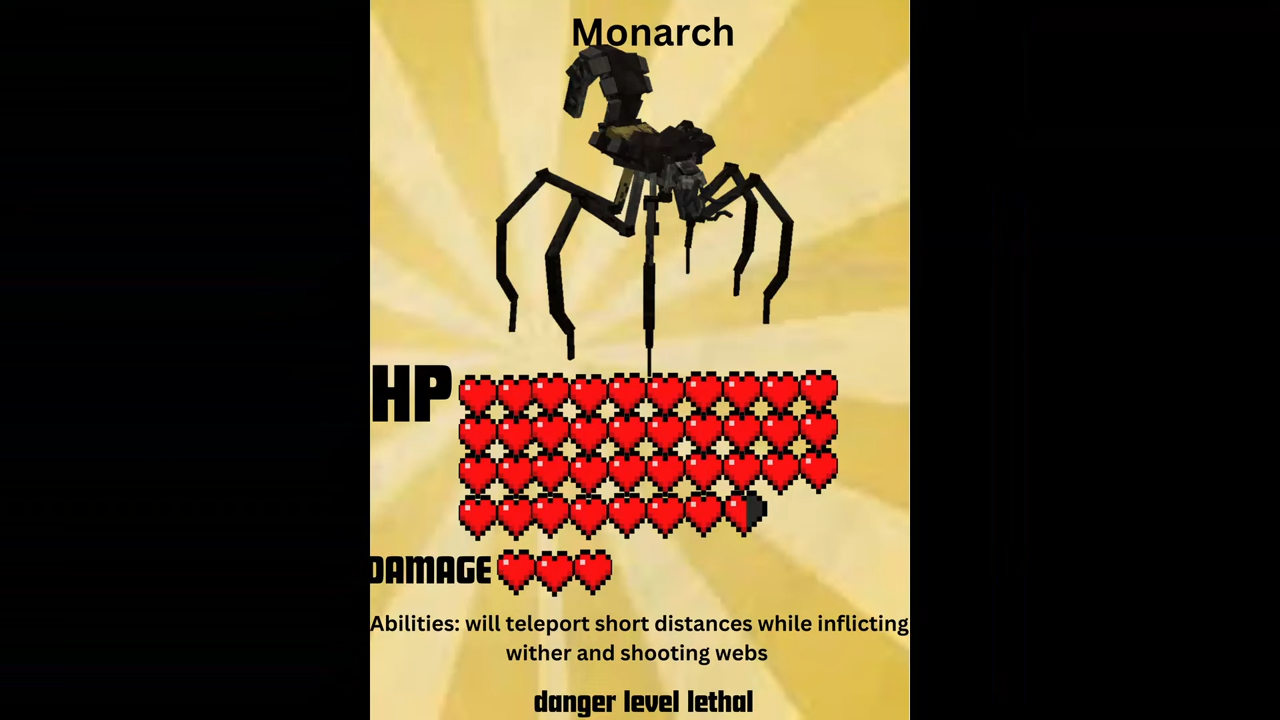 Monarch
HP
DAMAGE
Abilities: will teleport short distances while inflicting
wither and shooting webs
danger level lethal